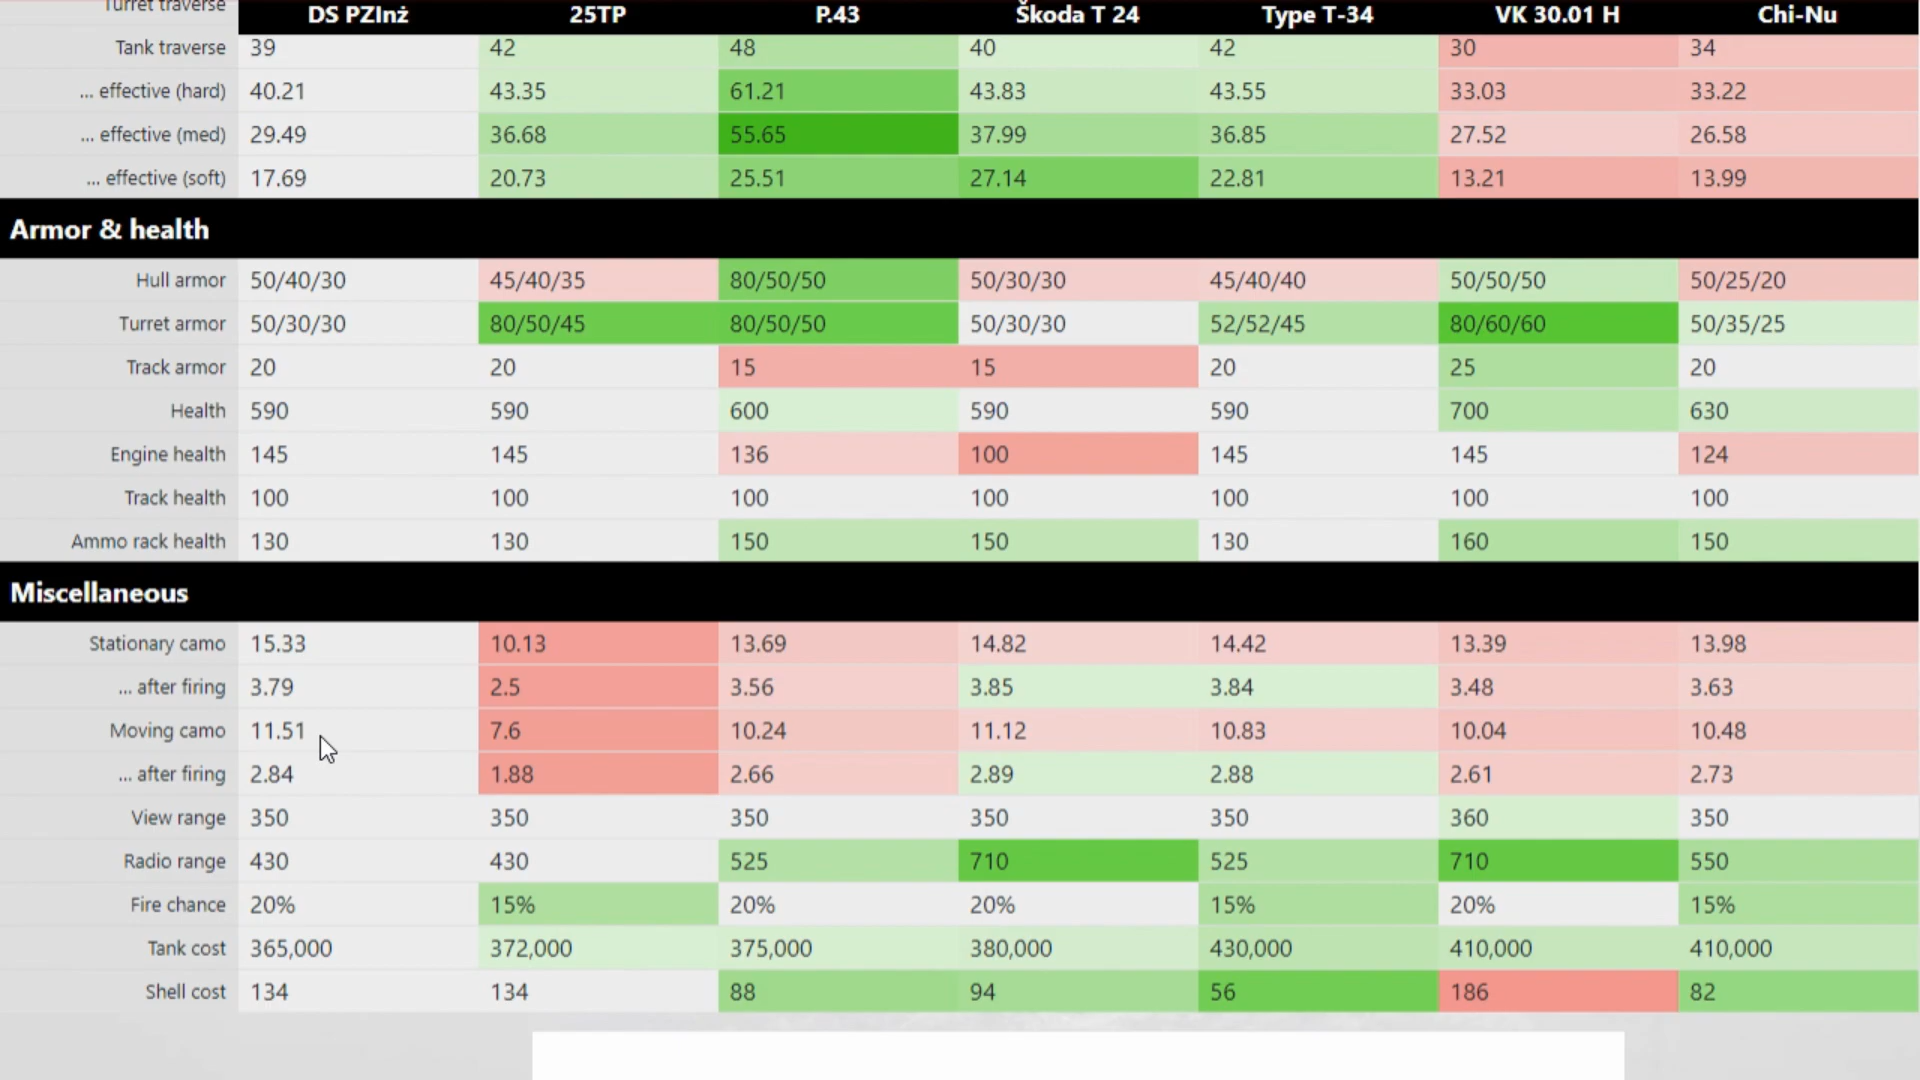 Turret traverse DS PZInż 25TP P.43 Škoda T 24 Type T-34 VK 30.01 H Chi-Nu
Tank traverse 39 42 48 40 42 30 34
... effective (hard) 40.21 43.35 61.21 43.83 43.55 33.03 33.22
... effective (med) 29.49 36.68 55.65 37.99 36.85 27.52 26.58
... effective (soft) 17.69 20.73 25.51 27.14 22.81 13.21 13.99
Armor & health
Hull armor 50/40/30 45/40/35 80/50/50 50/30/30 45/40/40 50/50/50 50/25/20
Turret armor 50/30/30 80/50/45 80/50/50 50/30/30 52/52/45 80/60/60 50/35/25
Track armor 20 20 15 15 20 25 20
Health 590 590 600 590 590 700 630
Engine health 145 145 136 100 145 145 124
Track health 100 100 100 100 100 100 100
Ammo rack health 130 130 150 150 130 160 150
Miscellaneous
Stationary camo 15.33 10.13 13.69 14.82 14.42 13.39 13.98
... after firing 3.79 2.5 3.56 3.85 3.84 3.48 3.63
Moving camo 11.51 7.6 10.24 11.12 10.83 10.04 10.48
... after firing 2.84 1.88 2.66 2.89 2.88 2.61 2.73
View range 350 350 350 350 350 360 350
Radio range 430 430 525 710 525 710 550
Fire chance 20% 15% 20% 20% 15% 20% 15%
Tank cost 365,000 372,000 375,000 380,000 430,000 410,000 410,000
Shell cost 134 134 88 94 56 186 82